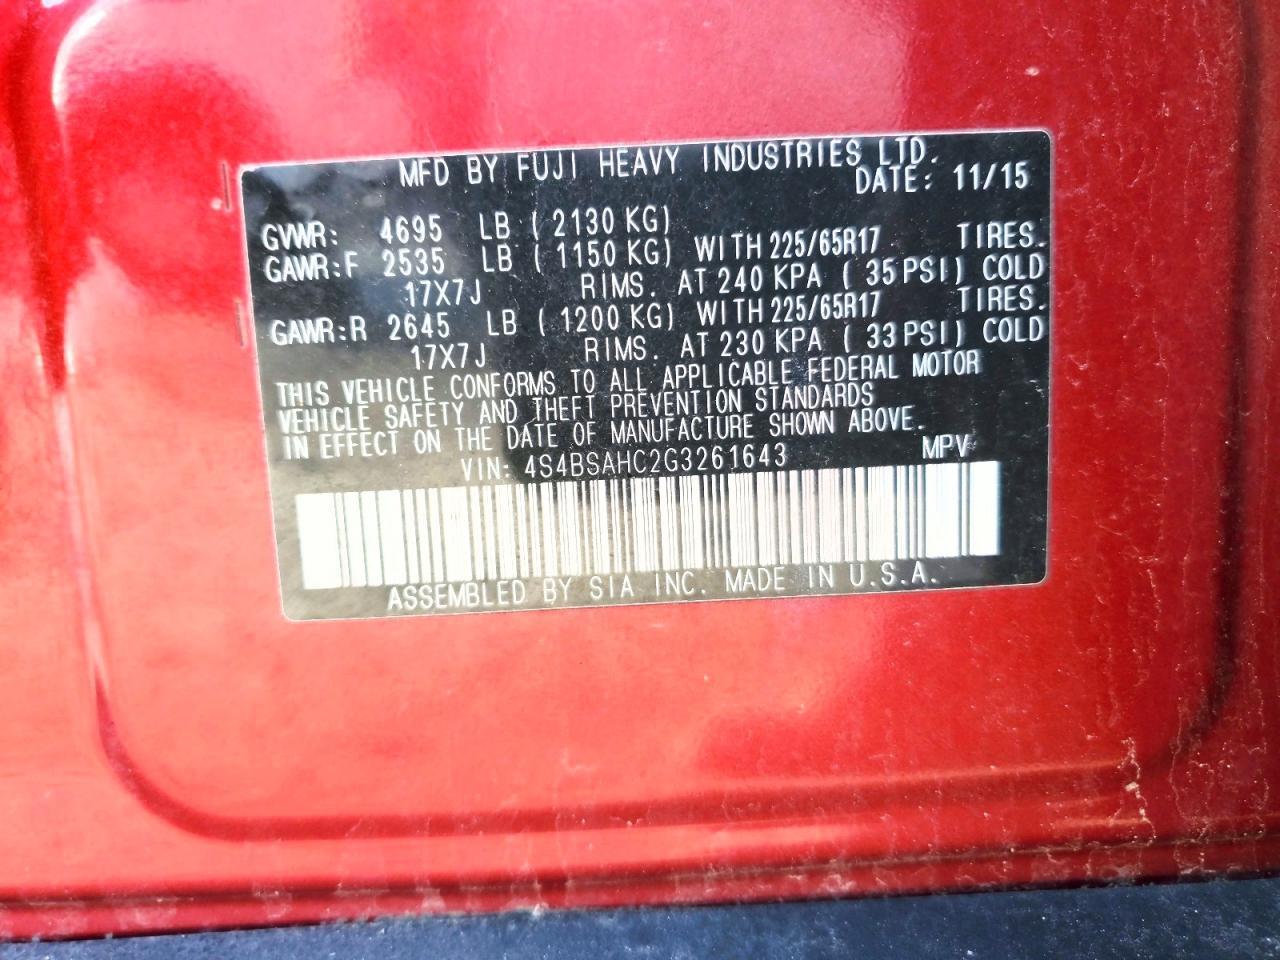 MFD BY FUJI HEAVY INDUSTRIES LTD.
DATE: 11/15
GVWR: 4695 LB ( 2130 KG)
GAWR:F 2535 LB ( 1150 KG) WITH 225/65R17 TIRES.
17X7J RIMS. AT 240 KPA ( 35 PSI) COLD
GAWR:R 2645 LB ( 1200 KG) WITH 225/65R17 TIRES.
17X7J RIMS. AT 230 KPA ( 33 PSI) COLD
THIS VEHICLE CONFORMS TO ALL APPLICABLE FEDERAL MOTOR
VEHICLE SAFETY AND THEFT PREVENTION STANDARDS
IN EFFECT ON THE DATE OF MANUFACTURE SHOWN ABOVE.
VIN: 4S4BSAHC2G3261643 MPV
ASSEMBLED BY SIA INC. MADE IN U.S.A.